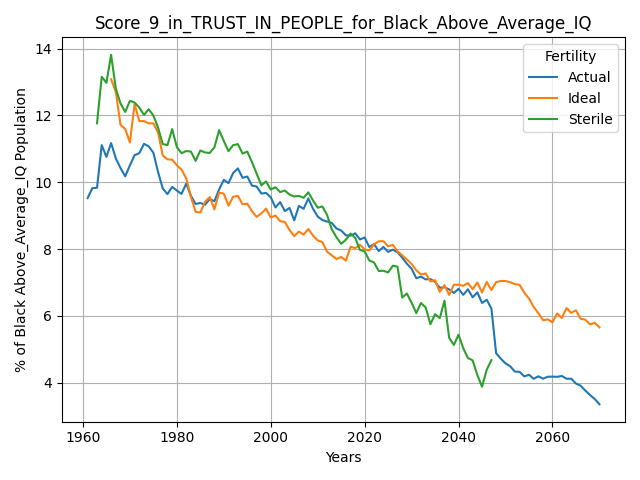 Score_9_in_TRUST_IN_PEOPLE_for_Black_Above_Average_IQ
% of Black Above_Average_IQ Population
14
12
10
8
6
4
Fertility
Actual
Ideal
Sterile
1960 1980 2000 2020 2040 2060
Years